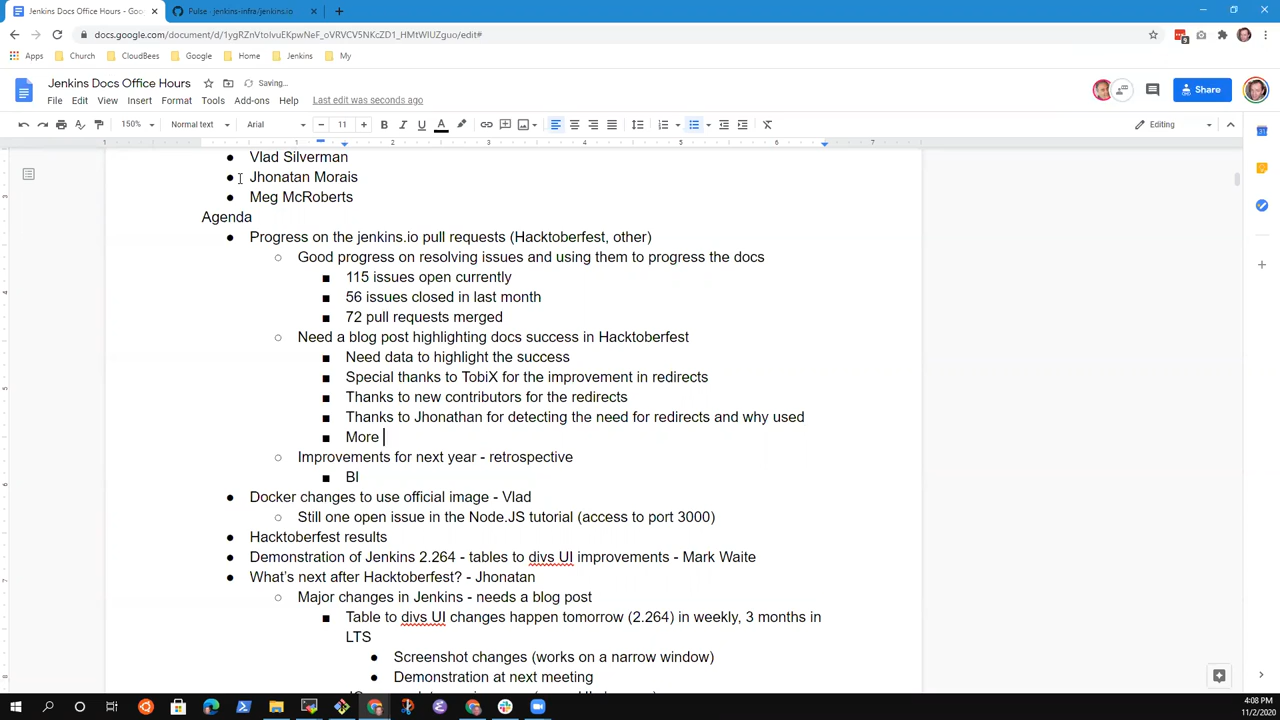 Jenkins Docs Office Hours - Goo
Pulse · jenkins-infra/jenkins.io
docs.google.com/document/d/1ygRZnVtoIvuEKpwNeF_oVRVCV5NKcZD1_HMtWIUZguo/edit#
Apps Church CloudBees Google Home Jenkins My
Jenkins Docs Office Hours Saving...
File Edit View Insert Format Tools Add-ons Help Last edit was seconds ago
Share
150% Normal text Arial 11 Editing
Vlad Silverman
Jhonatan Morais
Meg McRoberts
Agenda
Progress on the jenkins.io pull requests (Hacktoberfest, other)
Good progress on resolving issues and using them to progress the docs
115 issues open currently
56 issues closed in last month
72 pull requests merged
Need a blog post highlighting docs success in Hacktoberfest
Need data to highlight the success
Special thanks to TobiX for the improvement in redirects
Thanks to new contributors for the redirects
Thanks to Jhonathan for detecting the need for redirects and why used
More
Improvements for next year - retrospective
Bl
Docker changes to use official image - Vlad
Still one open issue in the Node.JS tutorial (access to port 3000)
Hacktoberfest results
Demonstration of Jenkins 2.264 - tables to divs UI improvements - Mark Waite
What's next after Hacktoberfest? - Jhonatan
Major changes in Jenkins - needs a blog post
Table to divs UI changes happen tomorrow (2.264) in weekly, 3 months in
LTS
Screenshot changes (works on a narrow window)
Demonstration at next meeting
4:08 PM
11/2/2020